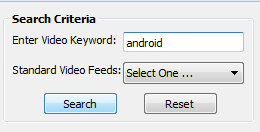 Search Criteria
Enter Video Keyword: android
Standard Video Feeds: Select One ...
Search Reset